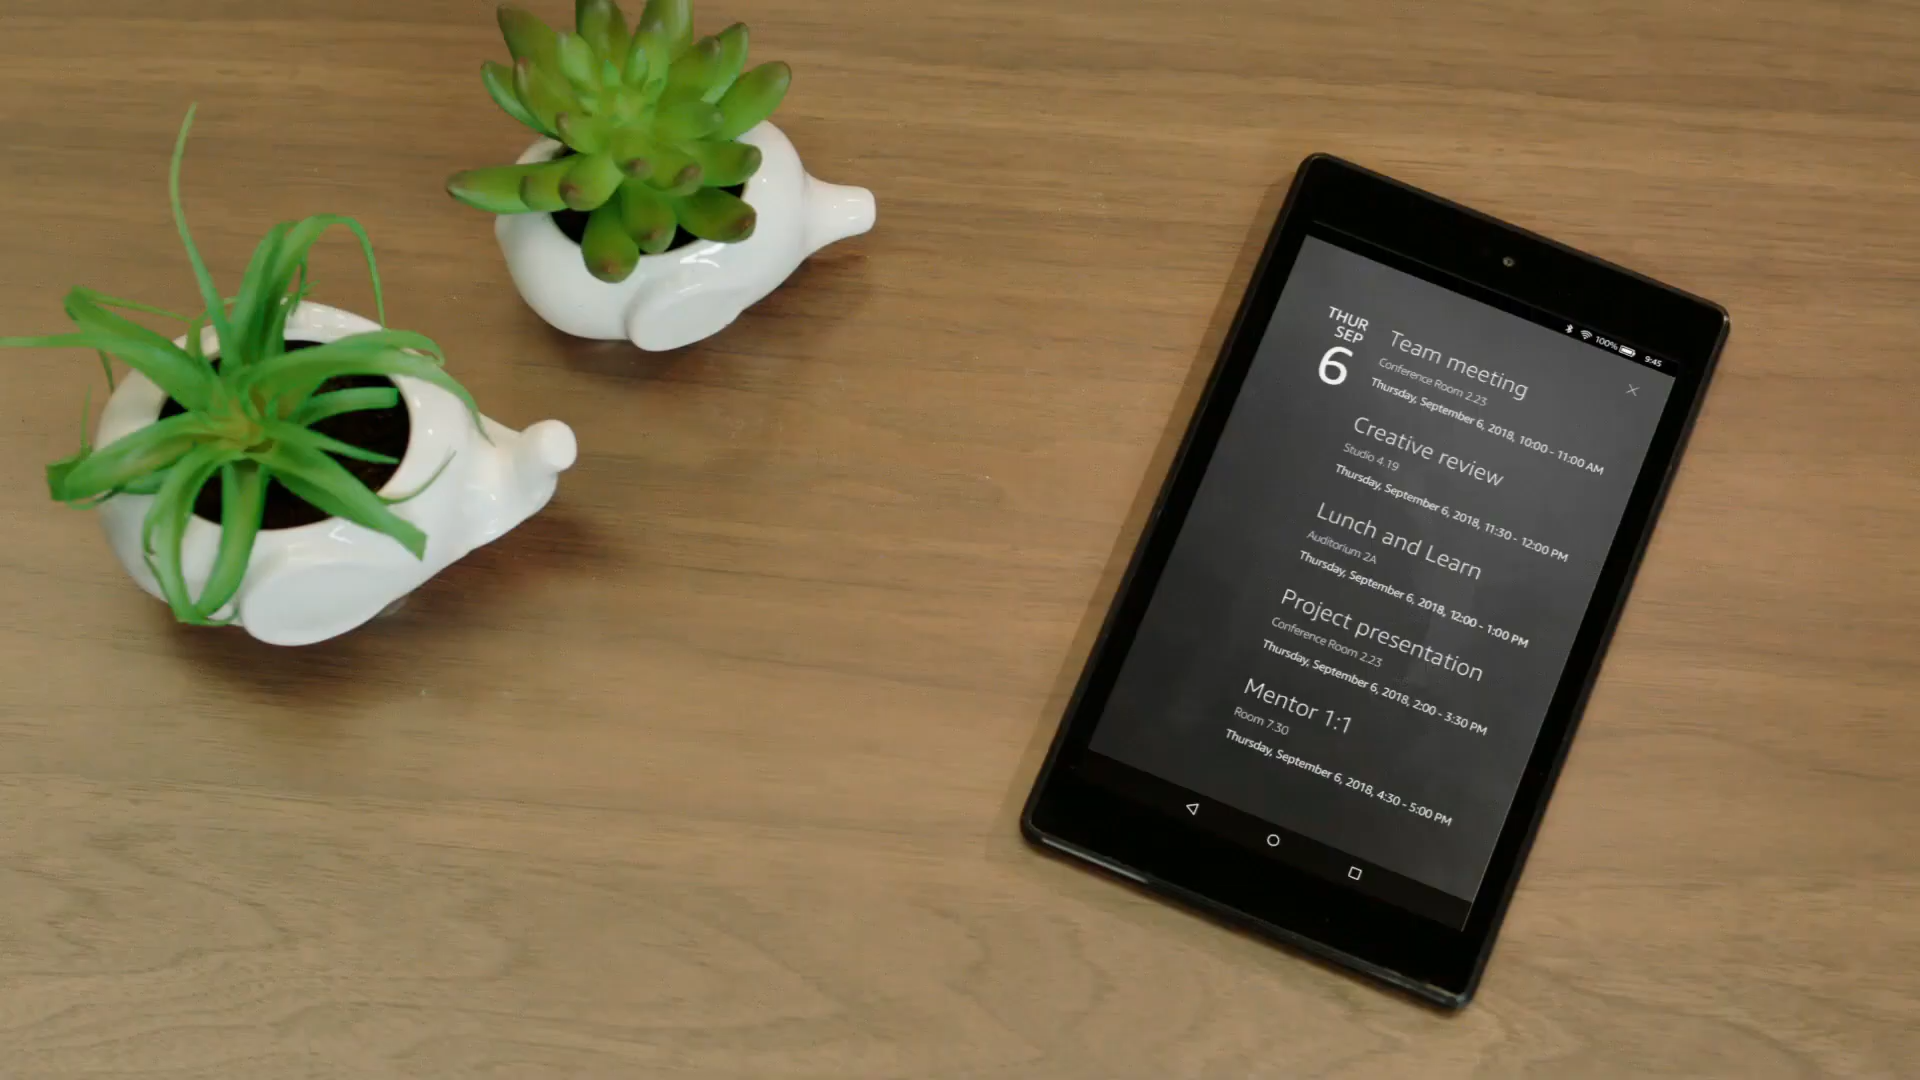 100% 9:45
THUR
SEP
6
Team meeting
Conference Room 2.23
Thursday, September 6, 2018, 10:00 - 11:00 AM
Creative review
Studio 4.19
Thursday, September 6, 2018, 11:30 - 12:00 PM
Lunch and Learn
Auditorium 2A
Thursday, September 6, 2018, 12:00 - 1:00 PM
Project presentation
Conference Room 2.23
Thursday, September 6, 2018, 2:00 - 3:30 PM
Mentor 1:1
Room 7.30
Thursday, September 6, 2018, 4:30 - 5:00 PM